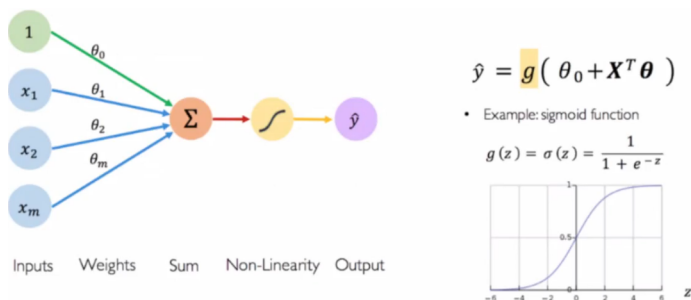 1
θ₀
x₁
θ₁
x₂
θ₂
θₘ
xₘ
Σ
ŷ
Inputs Weights Sum Non-Linearity Output
ŷ = g ( θ₀ + Xᵀθ )
• Example: sigmoid function
g(z) = σ(z) = 1 / (1 + e⁻ᶻ)
1
0.5
0
-6 -4 -2 0 2 4 6
z